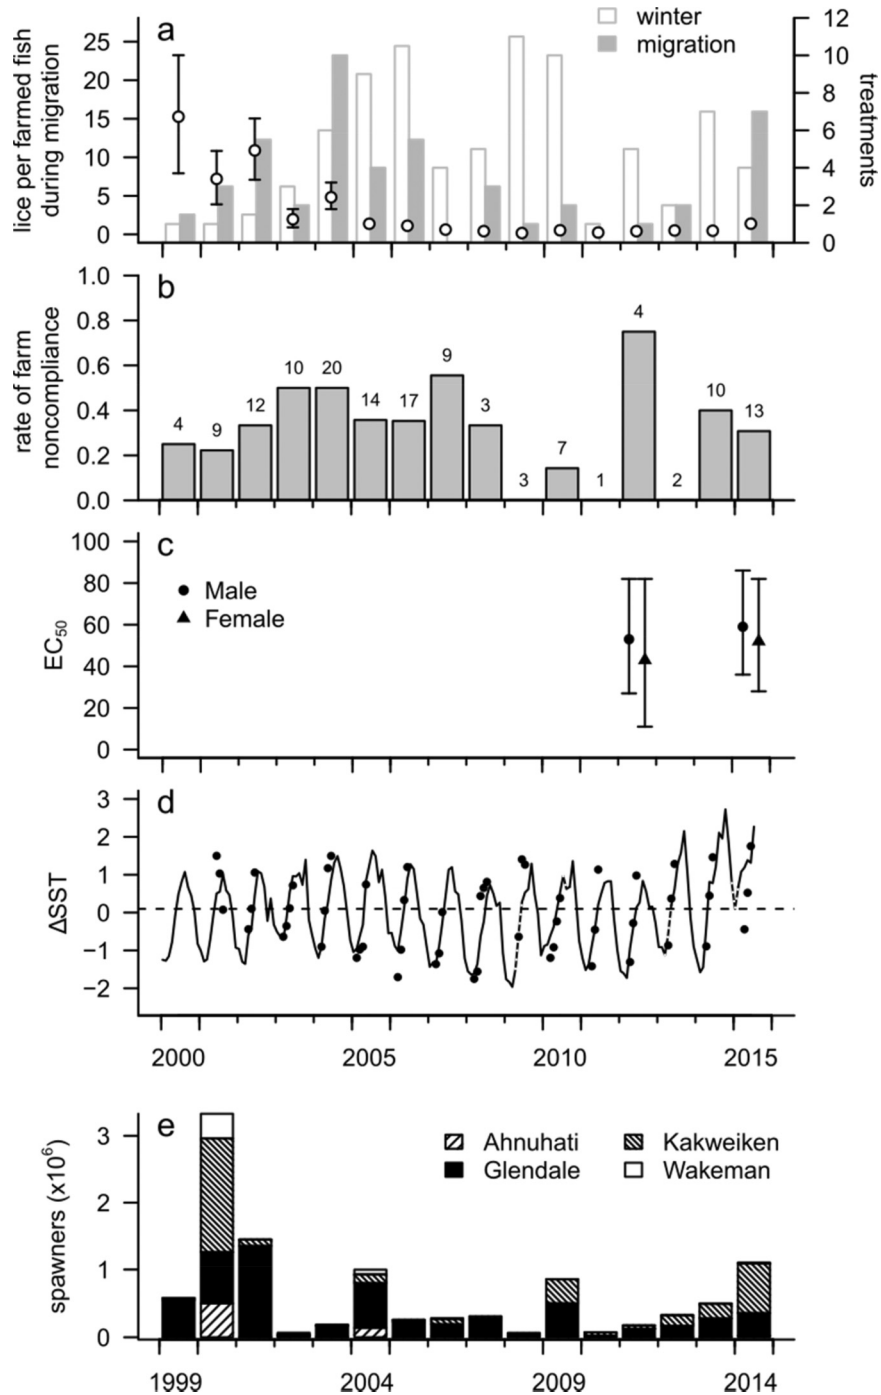 a
winter
migration
lice per farmed fish
during migration
25
20
15
10
5
0
12
10
8
6
4
2
0
treatments
b
rate of farm
noncompliance
1.0
0.8
0.6
0.4
0.2
0.0
4
9
12
10
20
14
17
9
3
3
7
1
4
2
10
13
c
Male
Female
EC50
100
80
60
40
20
0
d
ΔSST
3
2
1
0
−1
−2
2000 2005 2010 2015
e
Ahnuhati
Glendale
Kakweiken
Wakeman
spawners (x10⁶)
3
2
1
0
1999 2004 2009 2014